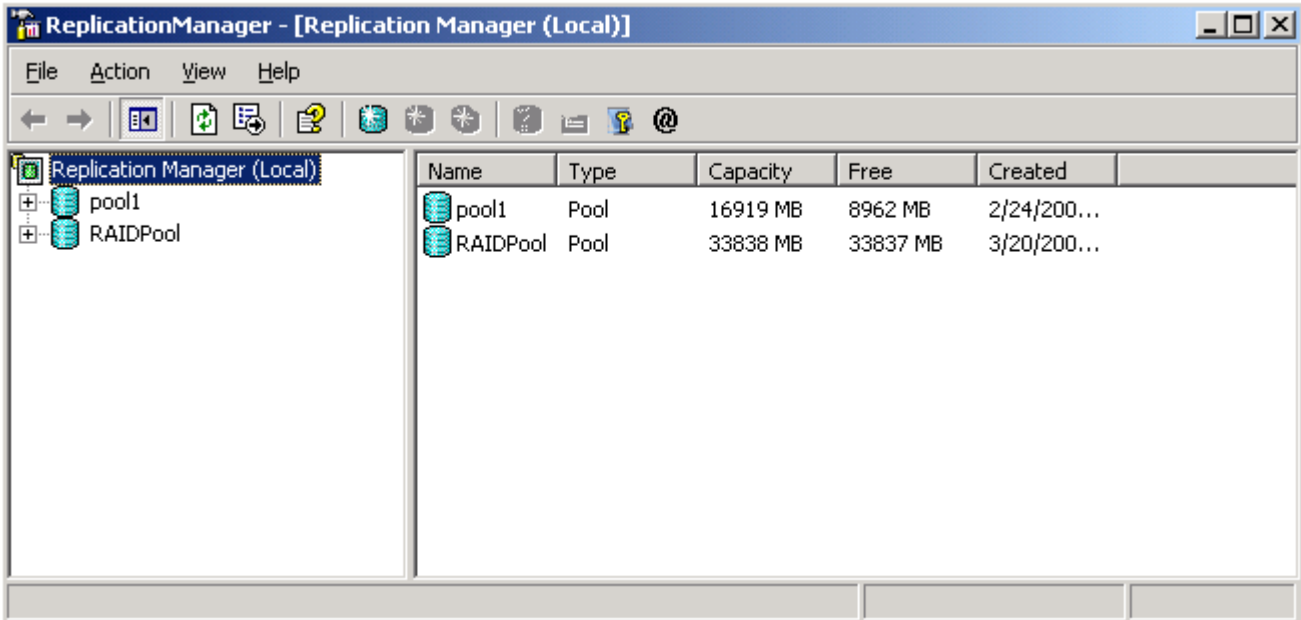 ReplicationManager - [Replication Manager (Local)]
File Action View Help
@
Replication Manager (Local)
pool1
RAIDPool
Name Type Capacity Free Created
pool1 Pool 16919 MB 8962 MB 2/24/200...
RAIDPool Pool 33838 MB 33837 MB 3/20/200...